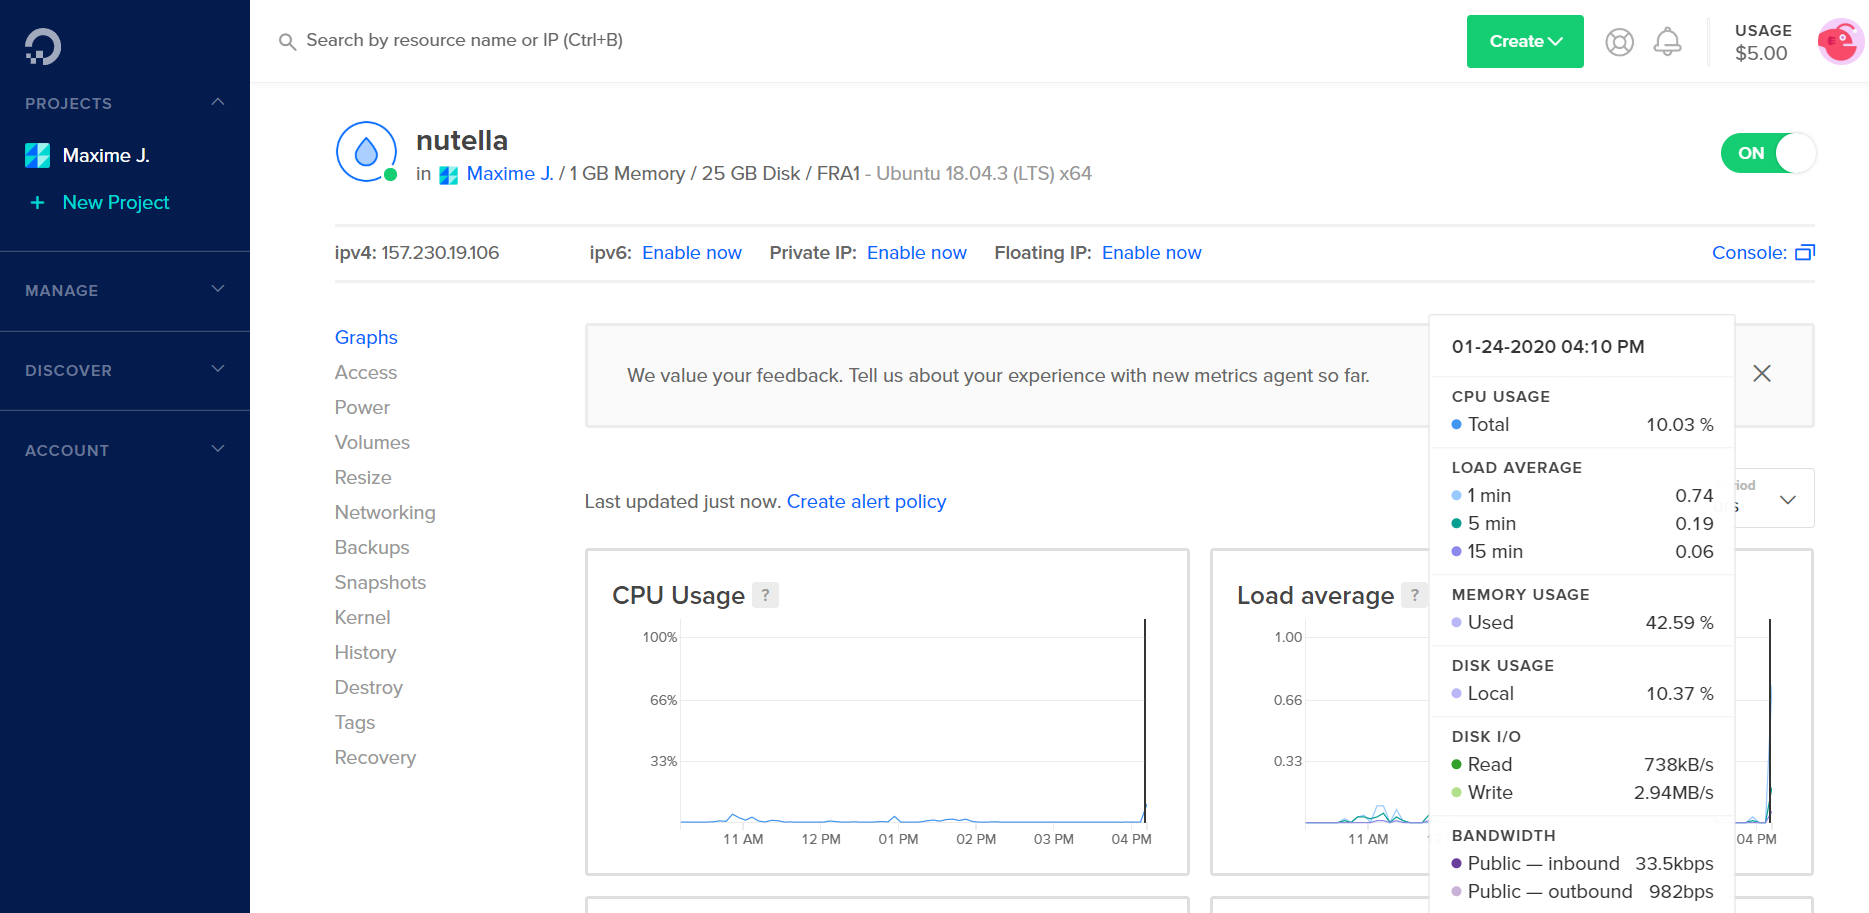 Search by resource name or IP (Ctrl+B)
Create
USAGE
$5.00
PROJECTS
Maxime J.
+ New Project
MANAGE
DISCOVER
ACCOUNT
nutella
in Maxime J. / 1 GB Memory / 25 GB Disk / FRA1 - Ubuntu 18.04.3 (LTS) x64
ON
ipv4: 157.230.19.106 ipv6: Enable now Private IP: Enable now Floating IP: Enable now Console:
Graphs
Access
Power
Volumes
Resize
Networking
Backups
Snapshots
Kernel
History
Destroy
Tags
Recovery
We value your feedback. Tell us about your experience with new metrics agent so far.
Last updated just now. Create alert policy
CPU Usage ?
100%
66%
33%
11 AM 12 PM 01 PM 02 PM 03 PM 04 PM
Load average ?
1.00
0.66
0.33
11 AM 04 PM
01-24-2020 04:10 PM
CPU USAGE
Total 10.03 %
LOAD AVERAGE
1 min 0.74
5 min 0.19
15 min 0.06
MEMORY USAGE
Used 42.59 %
DISK USAGE
Local 10.37 %
DISK I/O
Read 738kB/s
Write 2.94MB/s
BANDWIDTH
Public — inbound 33.5kbps
Public — outbound 982bps